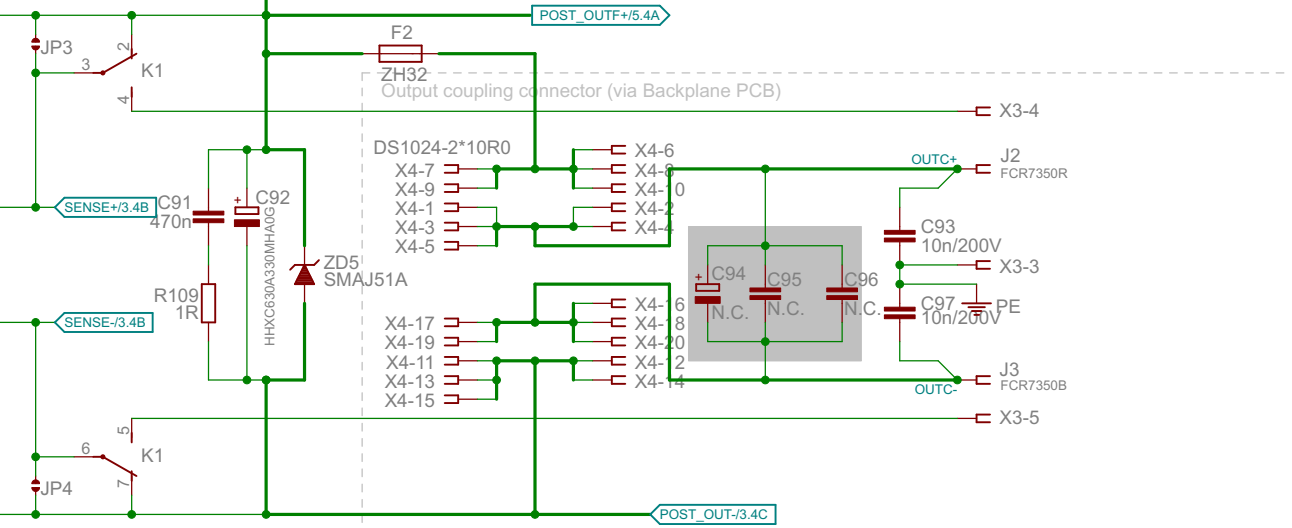 POST_OUTF+/5.4A
F2
ZH32
JP3
2
3
K1
4
Output coupling connector (via Backplane PCB)
X3-4
DS1024-2*10R0
X4-7
X4-9
X4-1
X4-3
X4-5
X4-6
X4-8
X4-10
X4-2
X4-4
OUTC+
J2
FCR7350R
SENSE+/3.4B
C91
470n
C92
HHXC630A330MHA0G
R109
1R
ZD5
SMAJ51A
C93
10n/200V
X3-3
PE
C97
10n/200V
C94
N.C.
C95
N.C.
C96
N.C.
SENSE-/3.4B
X4-17
X4-19
X4-11
X4-13
X4-15
X4-16
X4-18
X4-20
X4-12
X4-14
OUTC-
J3
FCR7350B
X3-5
5
6
K1
7
JP4
POST_OUT-/3.4C